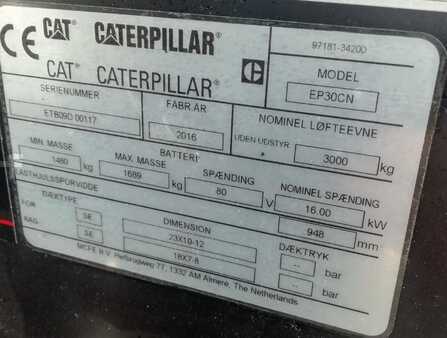 CE CAT CATERPILLAR 97181-34200
CAT CATERPILLAR MODEL
EP30CN
SERIENUMMER FABR.ÅR NOMINEL LØFTEEVNE
ETB09D 00117 2016 UDEN UDSTYR * 3000 kg
MIN. MASSE BATTERI MAX. MASSE SPÆNDING NOMINEL SPÆNDING
1480 kg 1689 kg 80 V 16.00 kW
LASTHJULSSPORVIDDE 948 mm
DÆKTYPE DIMENSION DÆKTRYK
FOR SE 23X10-12 -- bar
BAG SE 18X7-8 -- bar
MCFE B.V. 77, 1332 AM Almere, The Netherlands